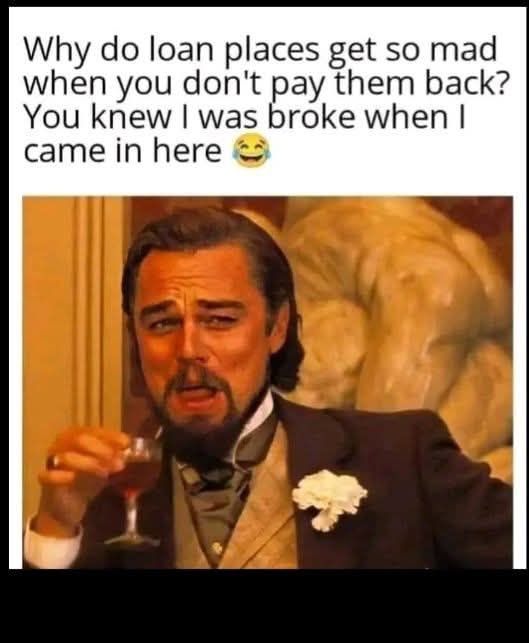 Why do loan places get so mad
when you don't pay them back?
You knew I was broke when I
came in here 😂